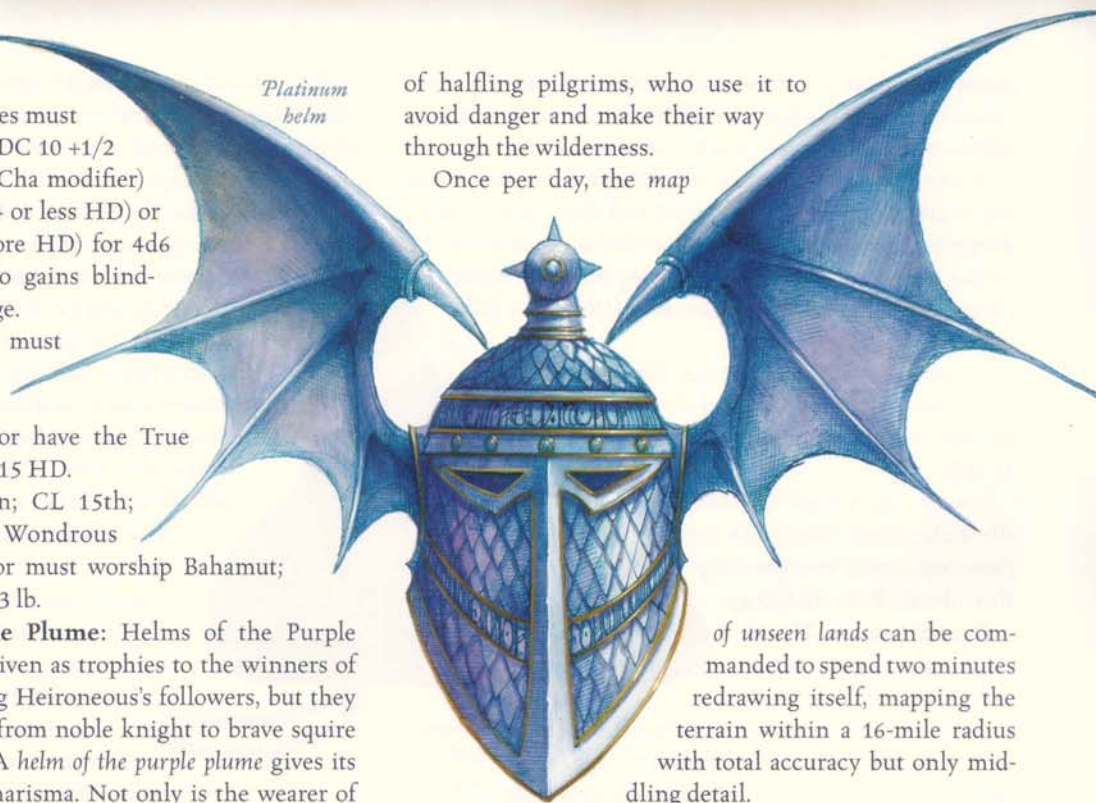 es must
DC 10 +1/2
Cha modifier)
or less HD) or
ore HD) for 4d6
o gains blind-
ge.
must
or have the True
15 HD.
n; CL 15th;
Wondrous
or must worship Bahamut;
3 lb.
e Plume: Helms of the Purple
iven as trophies to the winners of
g Heironeous's followers, but they
from noble knight to brave squire
A helm of the purple plume gives its
harisma. Not only is the wearer of
Platinum
helm
of halfling pilgrims, who use it to
avoid danger and make their way
through the wilderness.
Once per day, the map
of unseen lands can be com-
manded to spend two minutes
redrawing itself, mapping the
terrain within a 16-mile radius
with total accuracy but only mid-
dling detail.